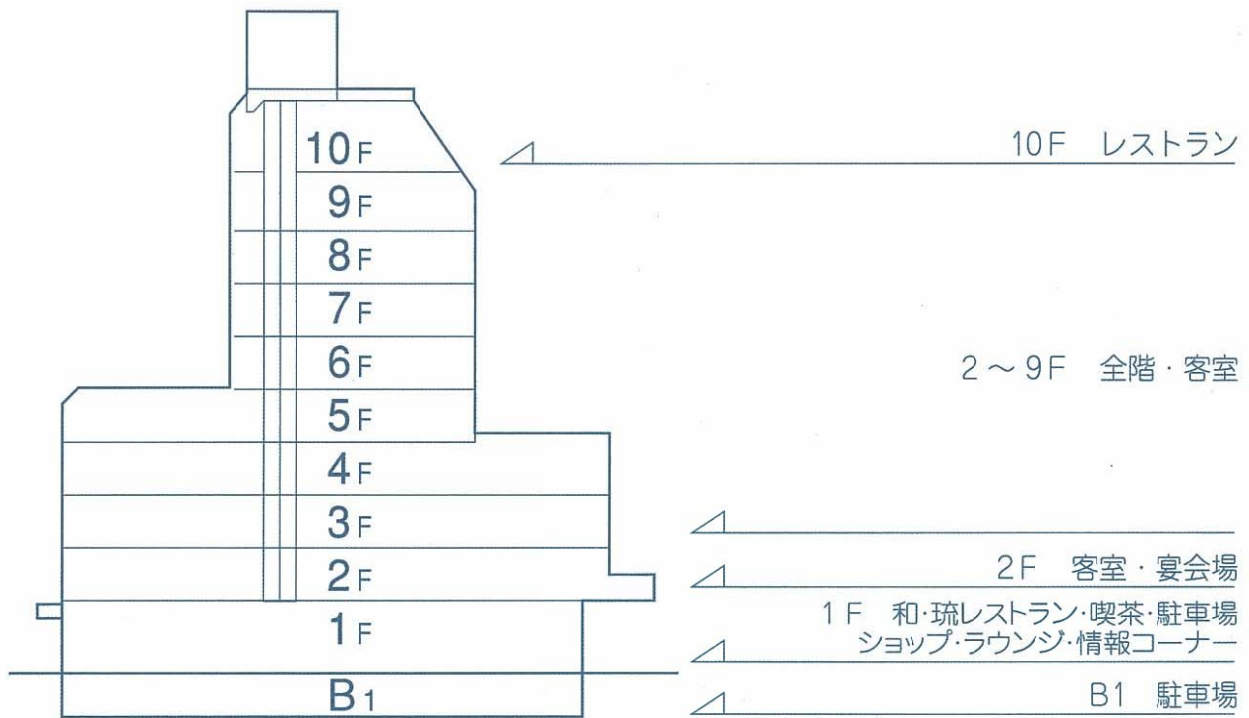 10F
9F
8F
7F
6F
5F
4F
3F
2F
1F
B1
10F レストラン
2～9F 全階・客室
2F 客室・宴会場
1F 和・琉レストラン・喫茶・駐車場
ショップ・ラウンジ・情報コーナー
B1 駐車場